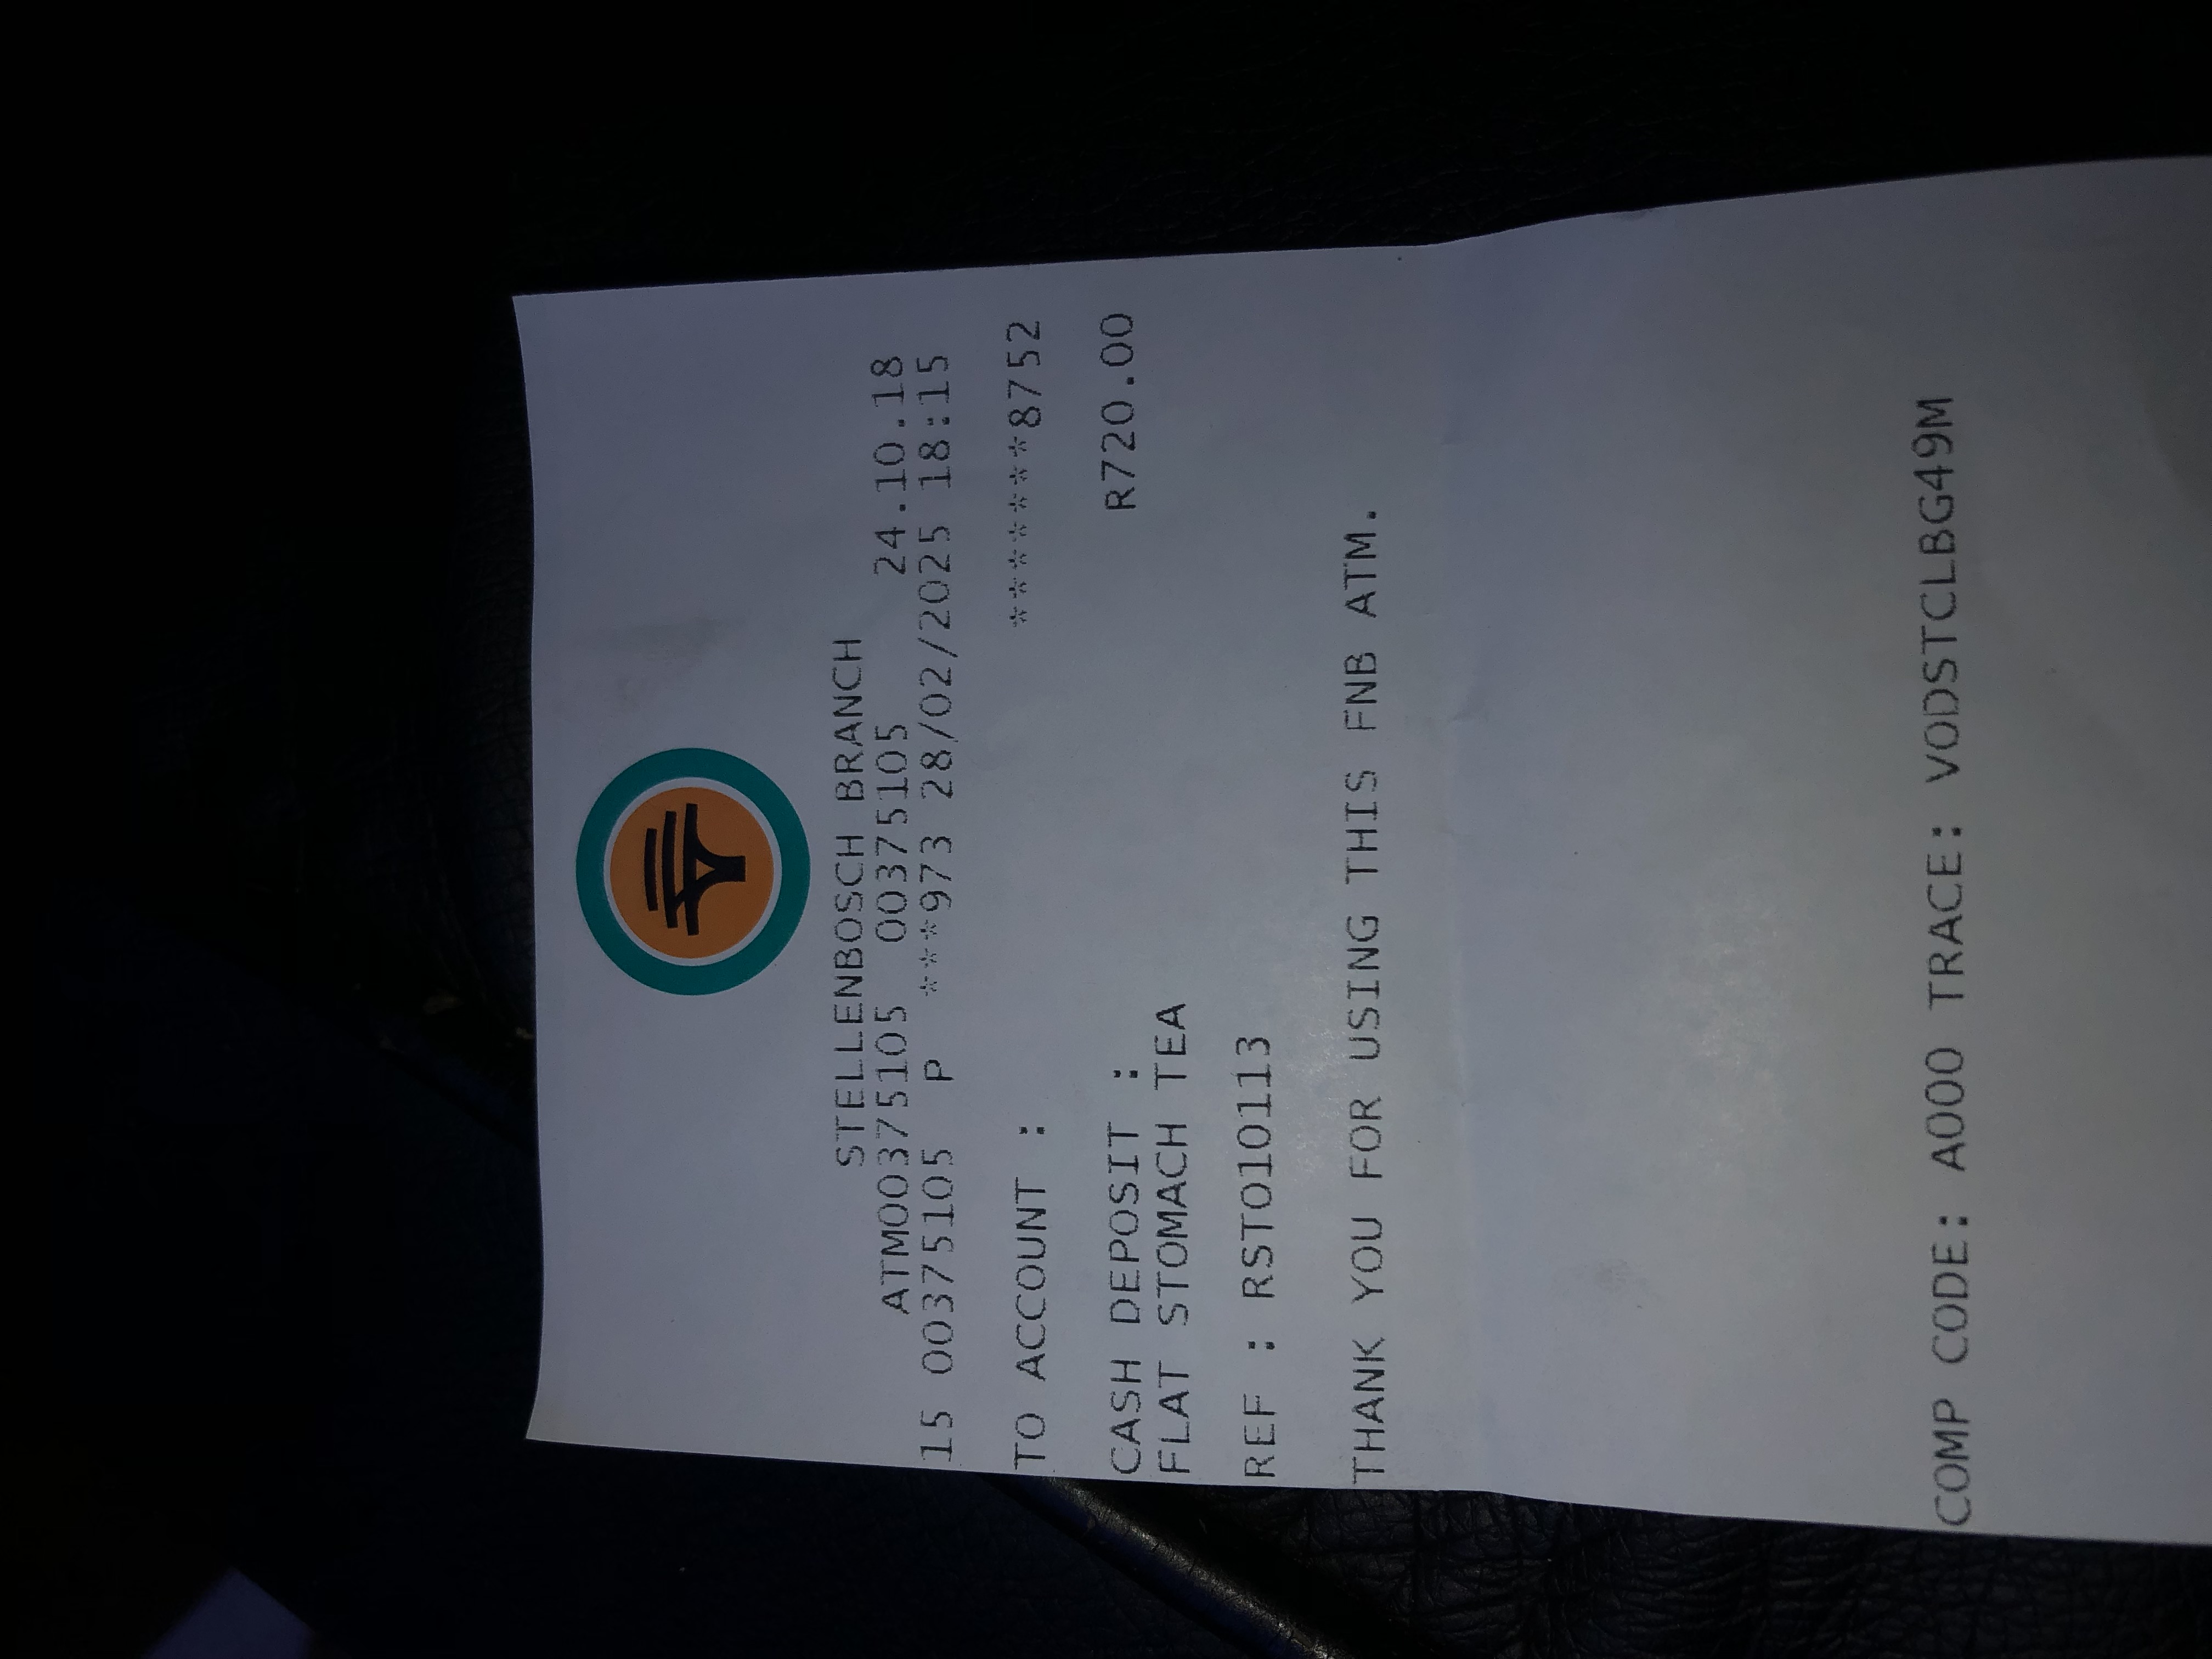 STELLENBOSCH BRANCH
ATM00375105 00375105 24.10.18
15 00375105 P ***973 28/02/2025 18:15
TO ACCOUNT : *******8752
CASH DEPOSIT : R720.00
FLAT STOMACH TEA
REF : RSTO10113
THANK YOU FOR USING THIS FNB ATM.
COMP CODE: A000 TRACE: VODSTCLBG49M